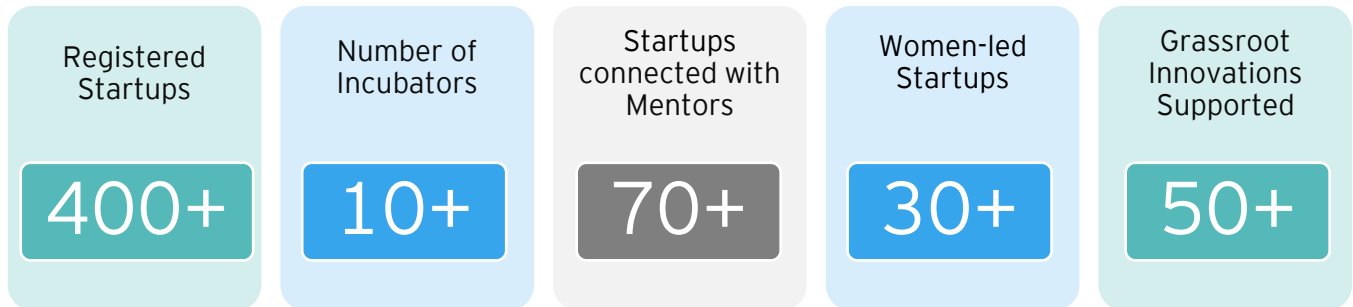 Registered
Startups
400+
Number of
Incubators
10+
Startups
connected with
Mentors
70+
Women-led
Startups
30+
Grassroot
Innovations
Supported
50+